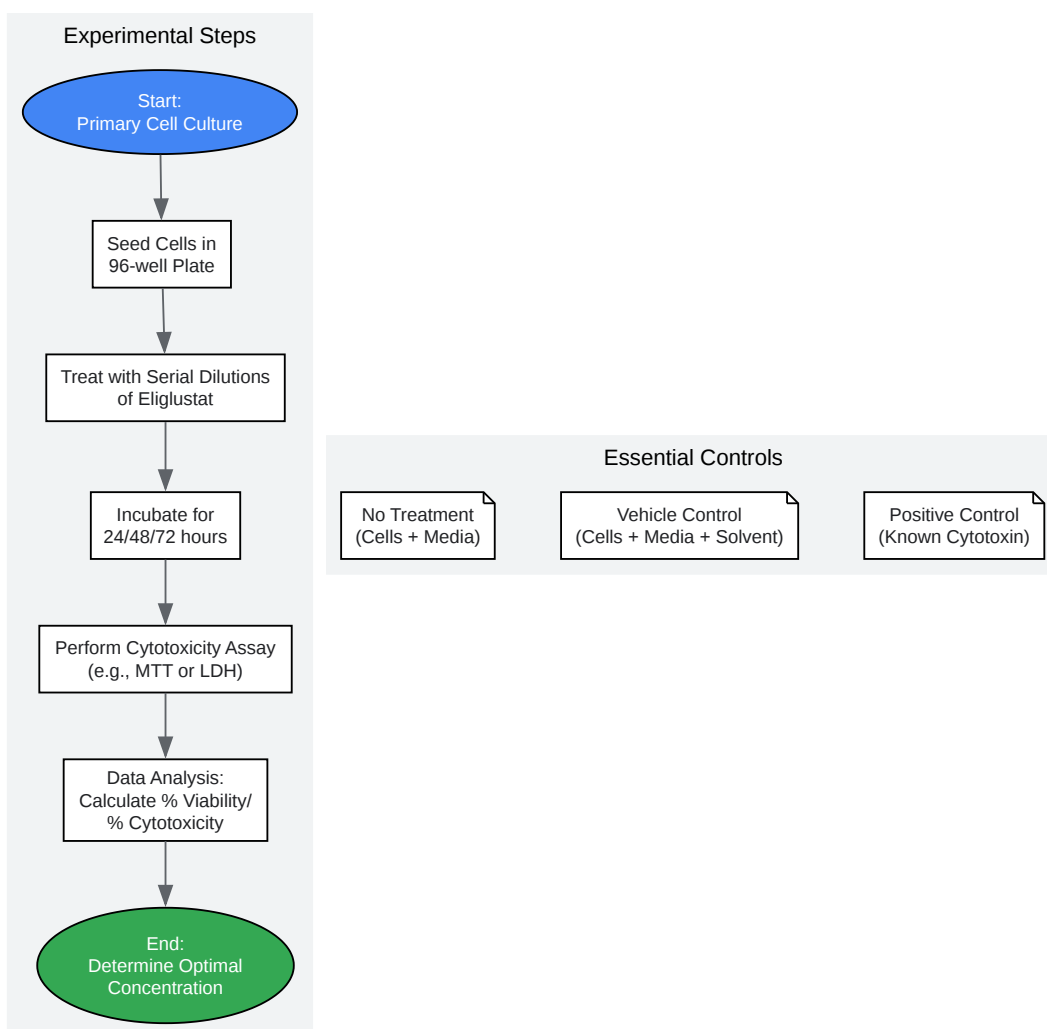 Experimental Steps
Start:
Primary Cell Culture
Seed Cells in
96-well Plate
Treat with Serial Dilutions
of Eliglustat
Incubate for
24/48/72 hours
Perform Cytotoxicity Assay
(e.g., MTT or LDH)
Data Analysis:
Calculate % Viability/
% Cytotoxicity
End:
Determine Optimal
Concentration
Essential Controls
No Treatment
(Cells + Media)
Vehicle Control
(Cells + Media + Solvent)
Positive Control
(Known Cytotoxin)